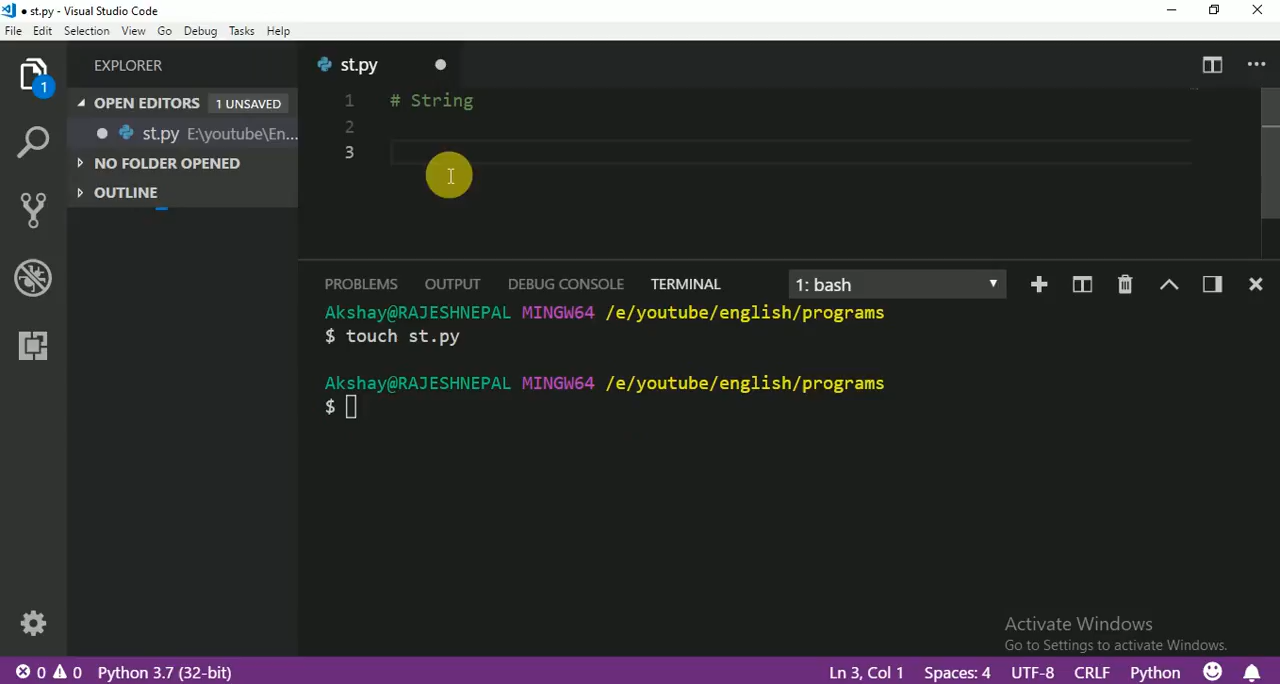 ● st.py - Visual Studio Code
File Edit Selection View Go Debug Tasks Help
EXPLORER
OPEN EDITORS 1 UNSAVED
st.py E:\youtube\En...
NO FOLDER OPENED
OUTLINE
1
st.py
1 # String
2
3
PROBLEMS OUTPUT DEBUG CONSOLE TERMINAL 1: bash
Akshay@RAJESHNEPAL MINGW64 /e/youtube/english/programs
$ touch st.py
Akshay@RAJESHNEPAL MINGW64 /e/youtube/english/programs
$
Activate Windows
Go to Settings to activate Windows.
0 0 Python 3.7 (32-bit) Ln 3, Col 1 Spaces: 4 UTF-8 CRLF Python